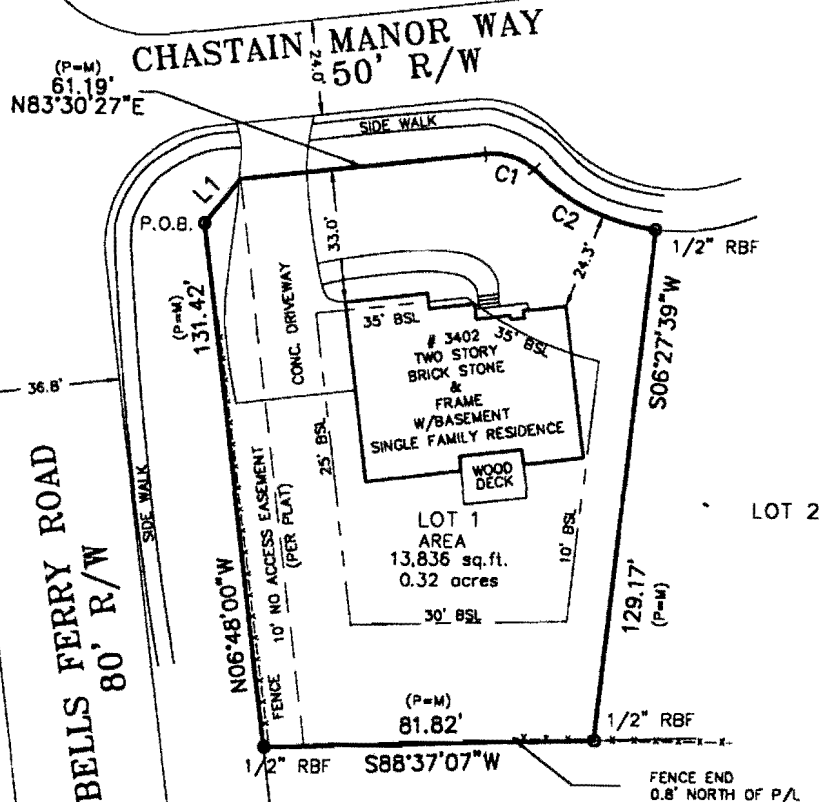 CHASTAIN MANOR WAY
50' R/W
24.0'
(P=M)
61.19'
N83°30'27"E
SIDE WALK
L1
C1
C2
P.O.B.
1/2" RBF
33.0'
24.3'
(P=M)
131.42'
CONC. DRIVEWAY
35' BSL
35' BSL
# 3402
TWO STORY
BRICK STONE
&
FRAME
W/BASEMENT
SINGLE FAMILY RESIDENCE
WOOD
DECK
S06°27'39"W
36.8'
25' BSL
SIDE WALK
10' NO ACCESS EASEMENT
(PER PLAT)
LOT 1
AREA
13,836 sq.ft.
0.32 acres
10' BSL
LOT 2
30' BSL
129.17'
(P=M)
BELLS FERRY ROAD
80' R/W
N06°48'00"W
FENCE
(P=M)
81.82'
S88°37'07"W
1/2" RBF
1/2" RBF
FENCE END
0.8' NORTH OF P/L